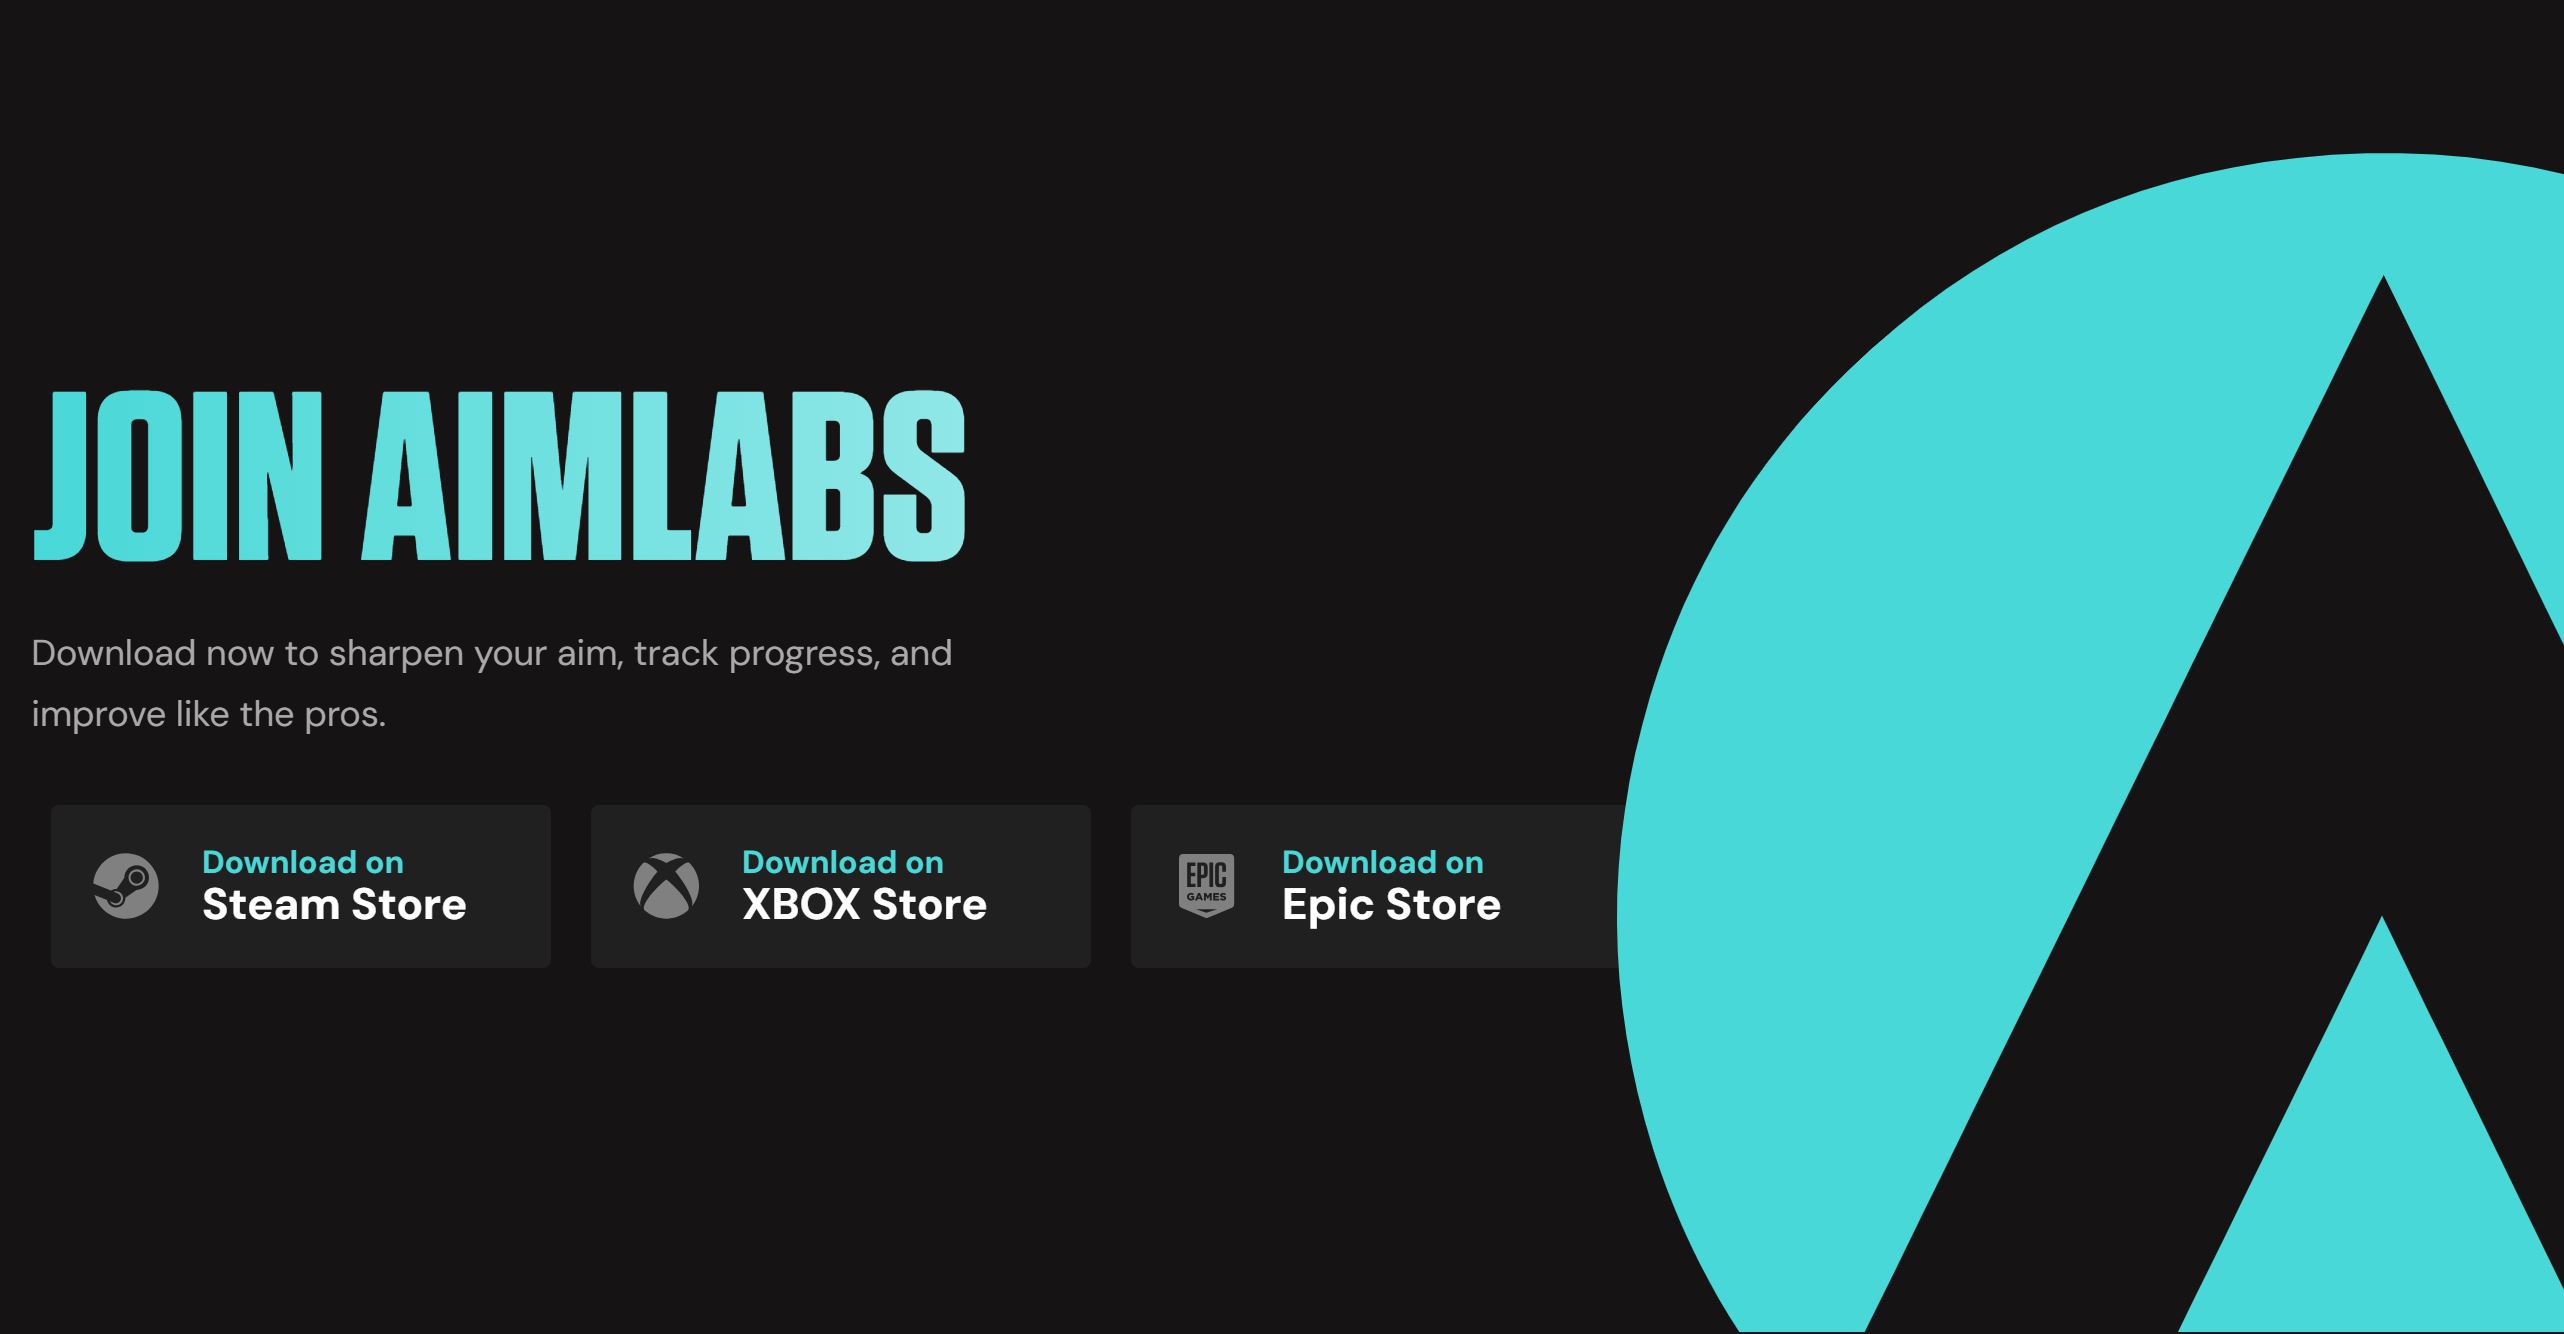 JOIN AIMLABS
Download now to sharpen your aim, track progress, and
improve like the pros.
Download on
Steam Store
Download on
XBOX Store
EPIC
GAMES
Download on
Epic Store